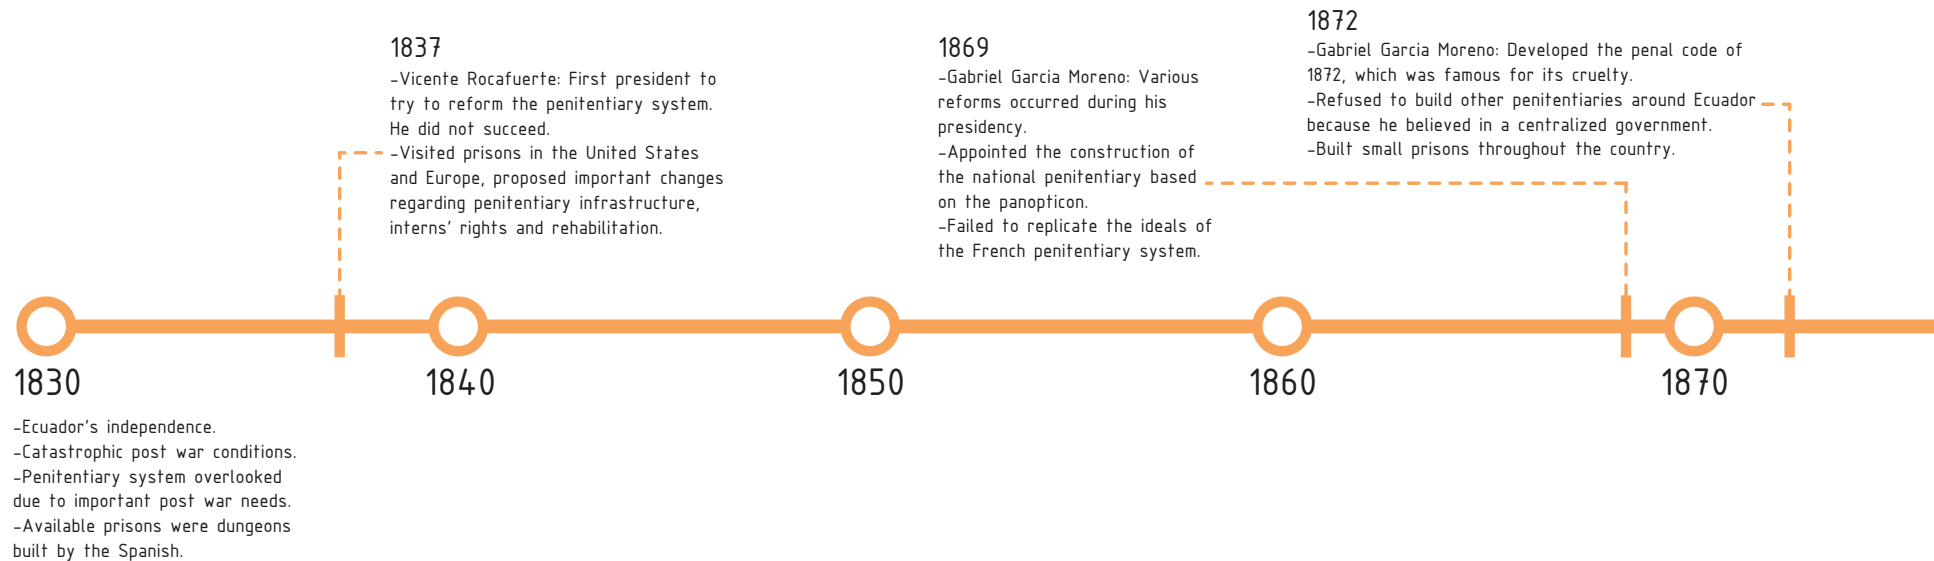 1837
-Vicente Rocafuerte: First president to
try to reform the penitentiary system.
He did not succeed.
-Visited prisons in the United States
and Europe, proposed important changes
regarding penitentiary infrastructure,
interns' rights and rehabilitation.
1869
-Gabriel Garcia Moreno: Various
reforms occurred during his
presidency.
-Appointed the construction of
the national penitentiary based
on the panopticon.
-Failed to replicate the ideals of
the French penitentiary system.
1872
-Gabriel Garcia Moreno: Developed the penal code of
1872, which was famous for its cruelty.
-Refused to build other penitentiaries around Ecuador
because he believed in a centralized government.
-Built small prisons throughout the country.
1830
1840
1850
1860
1870
-Ecuador's independence.
-Catastrophic post war conditions.
-Penitentiary system overlooked
due to important post war needs.
-Available prisons were dungeons
built by the Spanish.